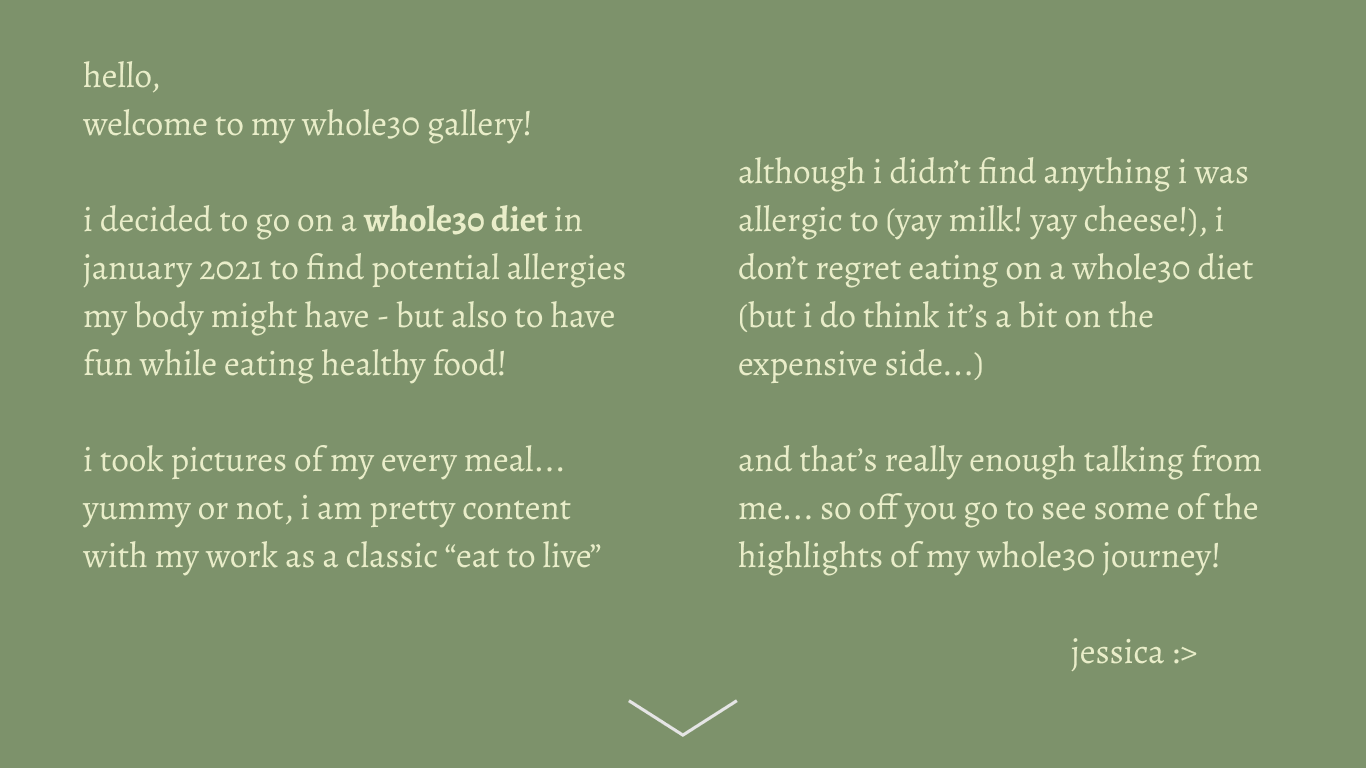 hello,
welcome to my whole30 gallery!
i decided to go on a whole30 diet in
january 2021 to find potential allergies
my body might have - but also to have
fun while eating healthy food!
i took pictures of my every meal...
yummy or not, i am pretty content
with my work as a classic “eat to live”
although i didn’t find anything i was
allergic to (yay milk! yay cheese!), i
don’t regret eating on a whole30 diet
(but i do think it’s a bit on the
expensive side...)
and that’s really enough talking from
me... so off you go to see some of the
highlights of my whole30 journey!
jessica :>